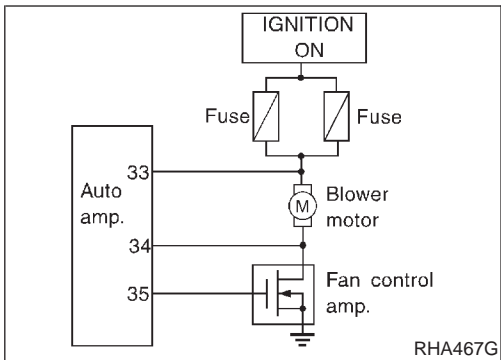 IGNITION
ON
Fuse
Fuse
33
Auto
amp.
M
Blower
motor
34
35
Fan control
amp.
RHA467G